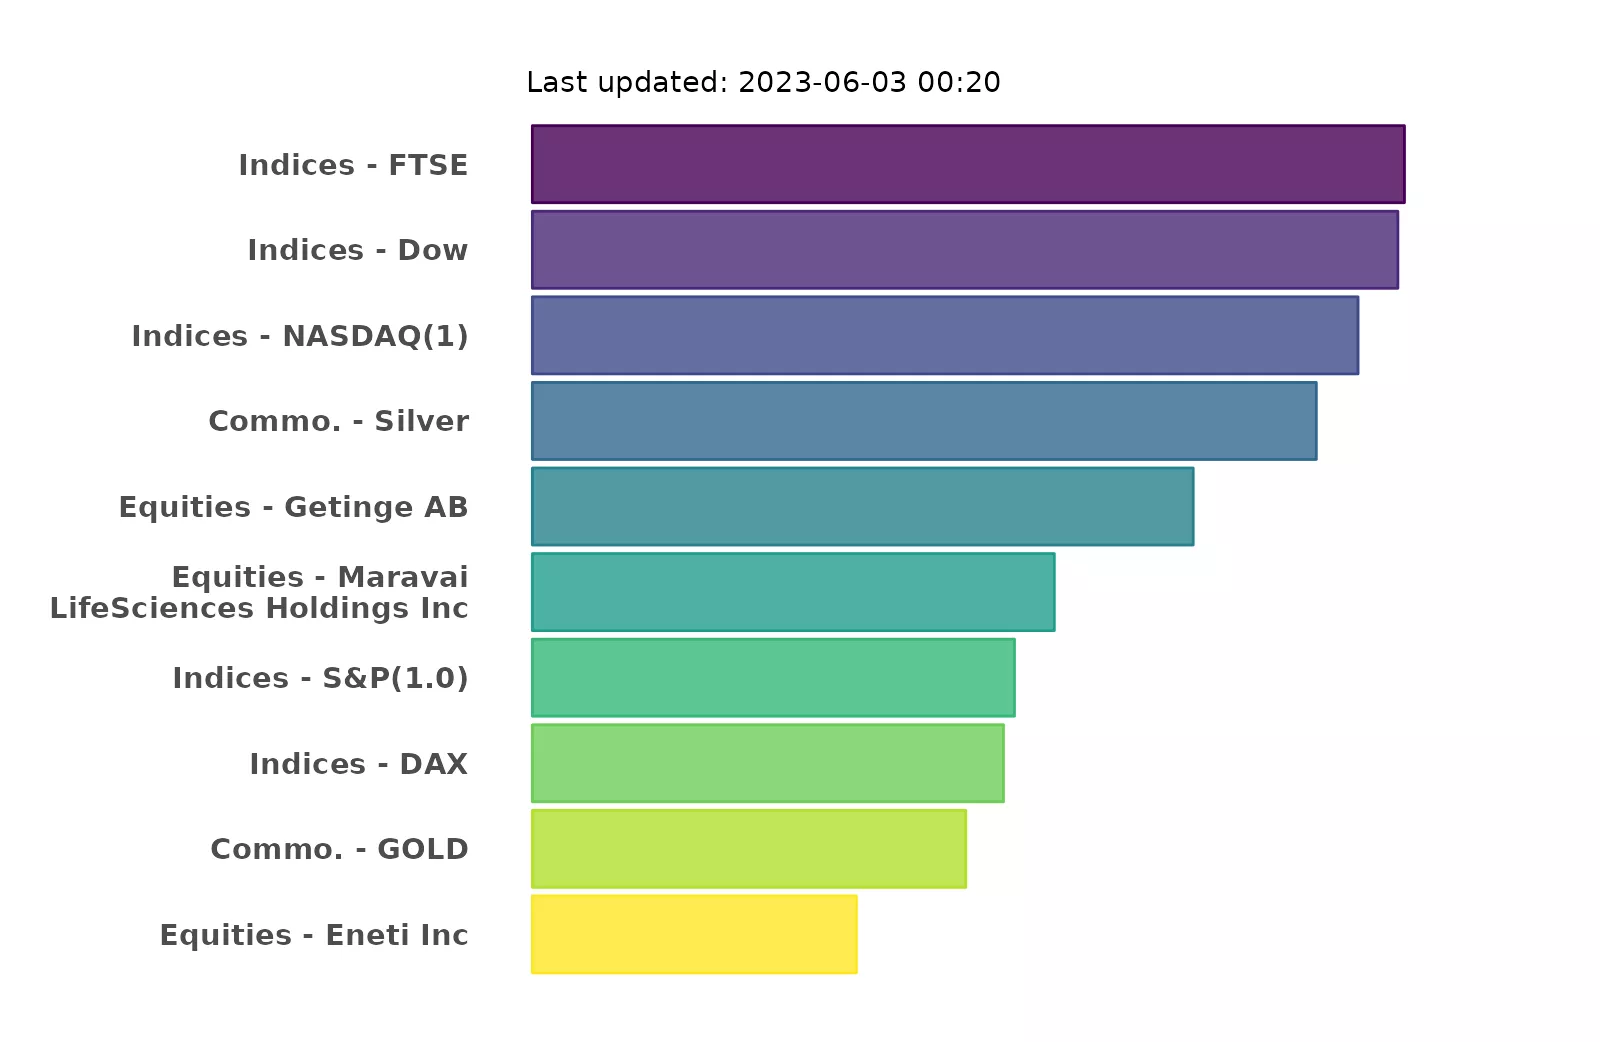 Last updated: 2023-06-03 00:20
Indices - FTSE
Indices - Dow
Indices - NASDAQ(1)
Commo. - Silver
Equities - Getinge AB
Equities - Maravai
LifeSciences Holdings Inc
Indices - S&P(1.0)
Indices - DAX
Commo. - GOLD
Equities - Eneti Inc